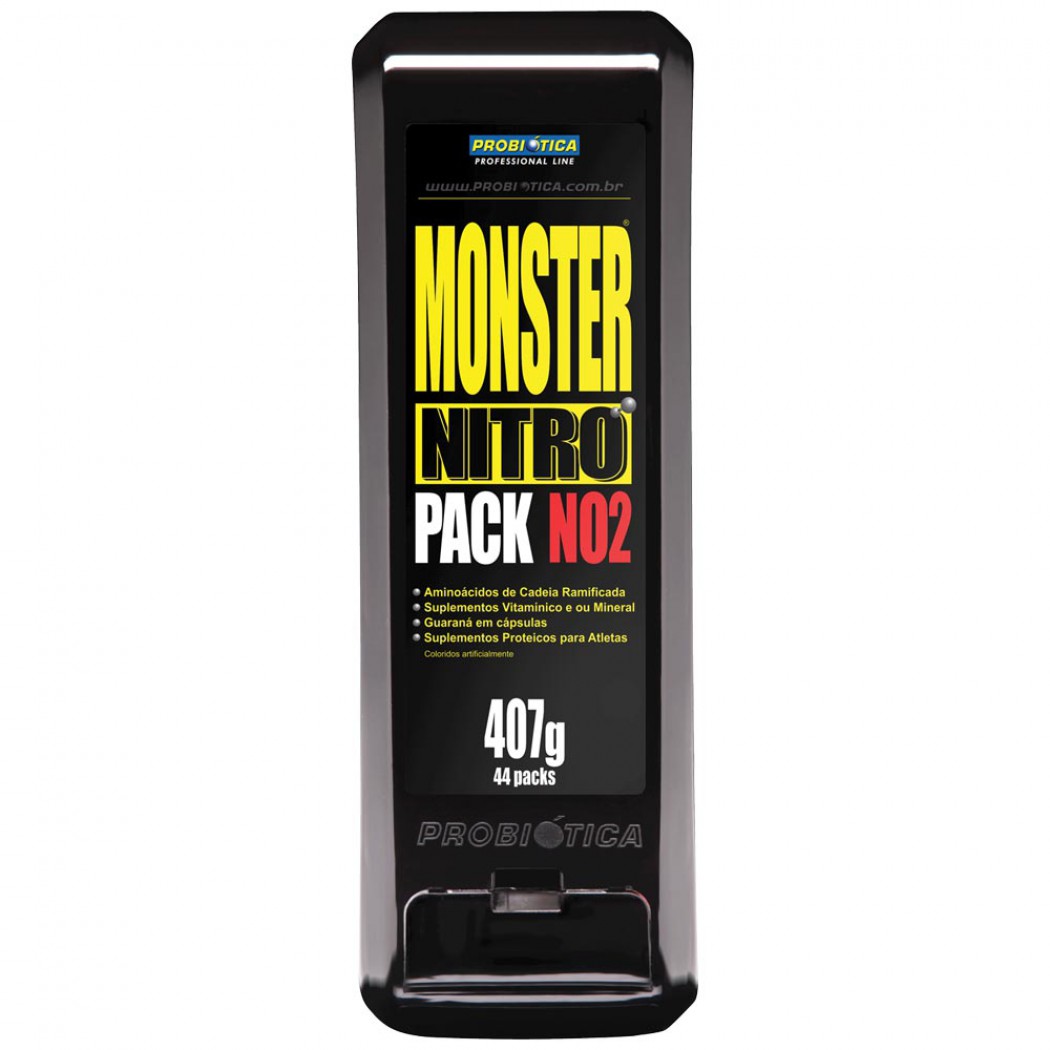 PROBIÓTICA
PROFESSIONAL LINE
www.PROBIÓTICA.com.br
MONSTER®
NITRO
PACK NO2
Aminoácidos de Cadeia Ramificada
Suplementos Vitamínico e ou Mineral
Guaraná em cápsulas
Suplementos Proteicos para Atletas
Coloridos artificialmente
407g
44 packs
PROBIÓTICA